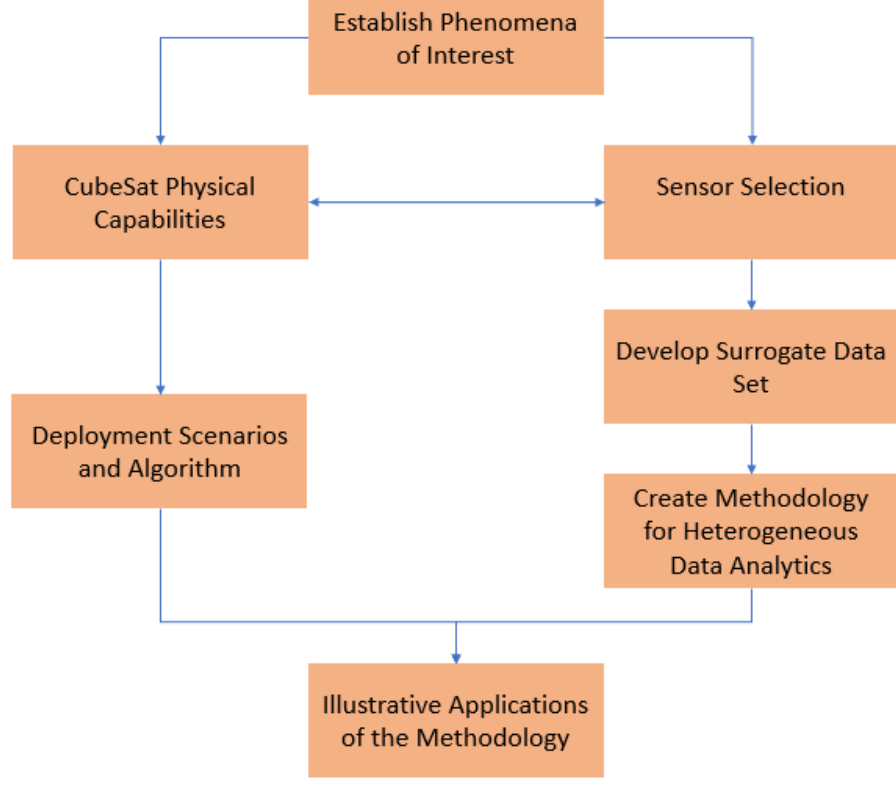 Establish Phenomena
of Interest
CubeSat Physical
Capabilities
Sensor Selection
Develop Surrogate Data
Set
Deployment Scenarios
and Algorithm
Create Methodology
for Heterogeneous
Data Analytics
Illustrative Applications
of the Methodology